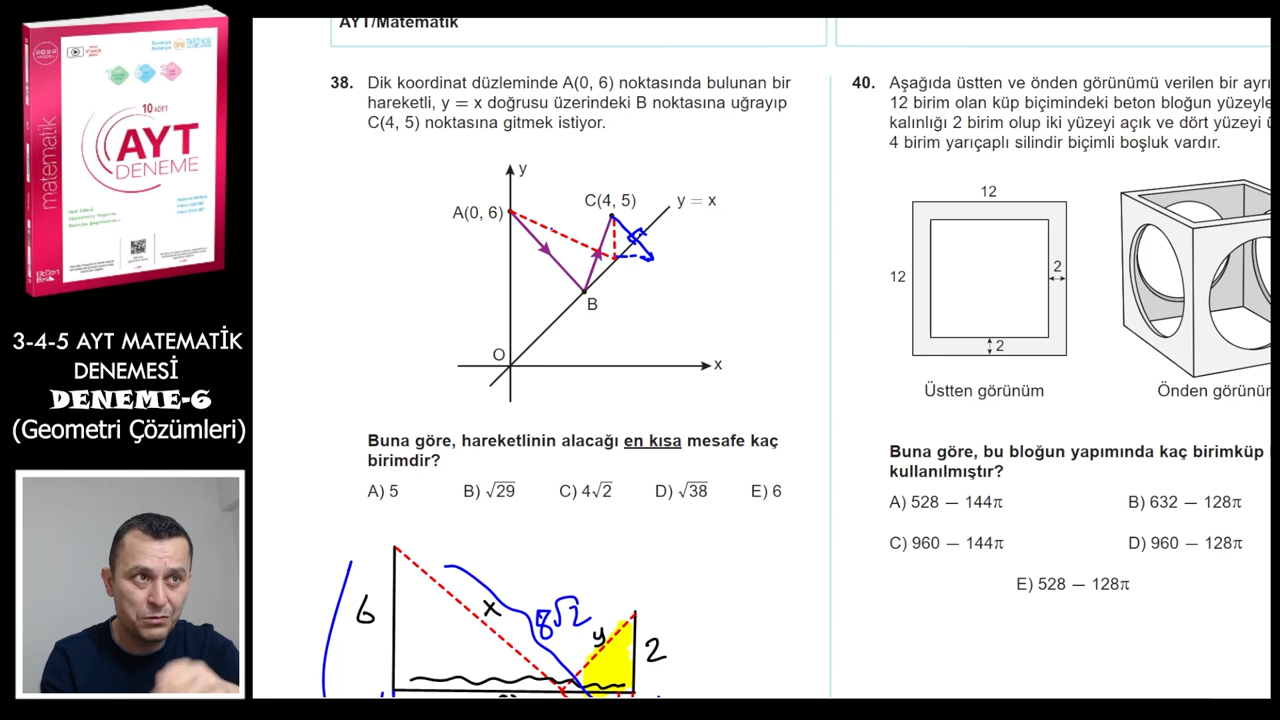 matematik
10 ADET
AYT
DENEME
3-4-5 AYT MATEMATİK
DENEMESİ
DENEME-6
(Geometri Çözümleri)
AYT/Matematik
38. Dik koordinat düzleminde A(0, 6) noktasında bulunan bir
hareketli, y = x doğrusu üzerindeki B noktasına uğrayıp
C(4, 5) noktasına gitmek istiyor.
y
C(4, 5)
y = x
A(0, 6)
B
O
x
Buna göre, hareketlinin alacağı en kısa mesafe kaç
birimdir?
A) 5 B) √29 C) 4√2 D) √38 E) 6
6
x
8√2
y
2
40. Aşağıda üstten ve önden görünümü verilen bir ayrı
12 birim olan küp biçimindeki beton bloğun yüzeyle
kalınlığı 2 birim olup iki yüzeyi açık ve dört yüzeyi
4 birim yarıçaplı silindir biçimli boşluk vardır.
12
12
2
2
Üstten görünüm Önden görünü
Buna göre, bu bloğun yapımında kaç birimküp
kullanılmıştır?
A) 528 – 144π B) 632 – 128π
C) 960 – 144π D) 960 – 128π
E) 528 – 128π